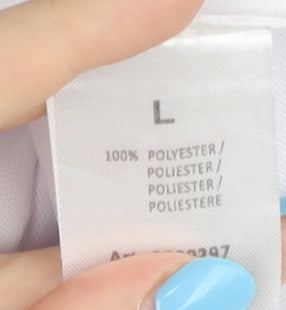 L
100% POLYESTER /
POLIESTER /
POLIESTER /
POLIESTERE